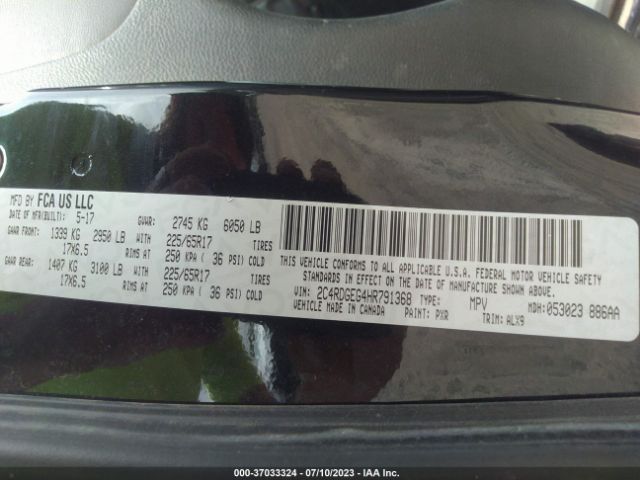 MFD BY FCA US LLC
DATE OF MFR(BUILT): 5-17 GVWR: 2745 KG 6050 LB
GAWR FRONT: 1339 KG 2950 LB WITH 225/65R17 TIRES
17X6.5 RIMS AT 250 KPA ( 36 PSI) COLD
GAWR REAR: 1407 KG 3100 LB WITH 225/65R17 TIRES
17X6.5 RIMS AT 250 KPA ( 36 PSI) COLD
THIS VEHICLE CONFORMS TO ALL APPLICABLE U.S.A. FEDERAL MOTOR VEHICLE SAFETY
STANDARDS IN EFFECT ON THE DATE OF MANUFACTURE SHOWN ABOVE.
VIN: 2C4RDGEG4HR791368 TYPE: MPV MDH: 053023 886AA
VEHICLE MADE IN CANADA PAINT: PXR TRIM: ALX9
000-37033324 / 07/10/2023 / IAA Inc.